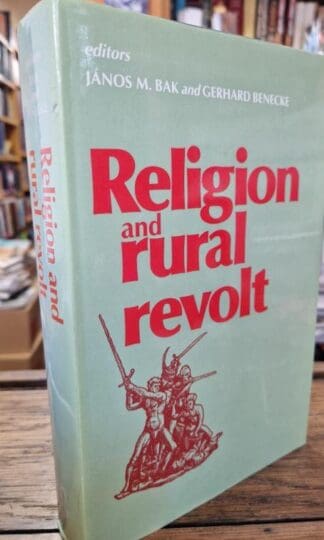 editors
JÁNOS M. BAK and GERHARD BENECKE
Religion
and
rural
revolt
Religion and
rural revolt